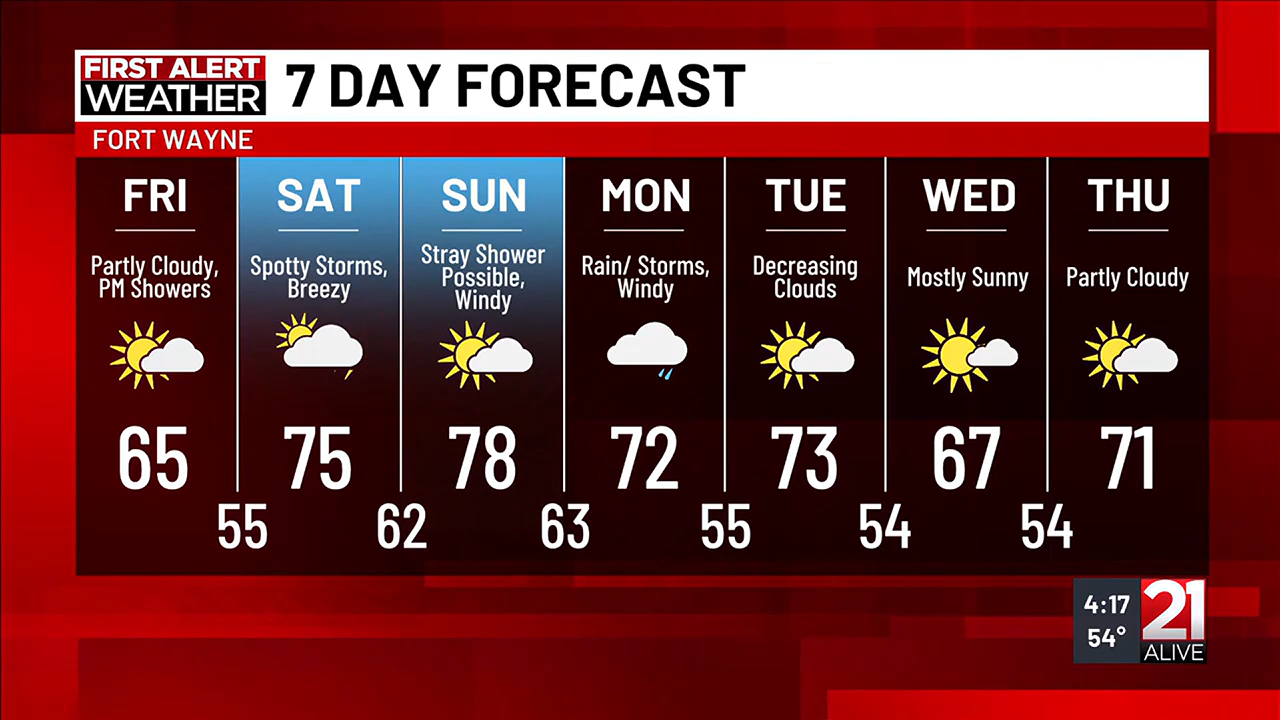 FIRST ALERT
WEATHER
7 DAY FORECAST
FORT WAYNE
FRI
Partly Cloudy,
PM Showers
65
SAT
Spotty Storms,
Breezy
75
SUN
Stray Shower
Possible,
Windy
78
MON
Rain/ Storms,
Windy
72
TUE
Decreasing
Clouds
73
WED
Mostly Sunny
67
THU
Partly Cloudy
71
55
62
63
55
54
54
4:17
54°
21
ALIVE